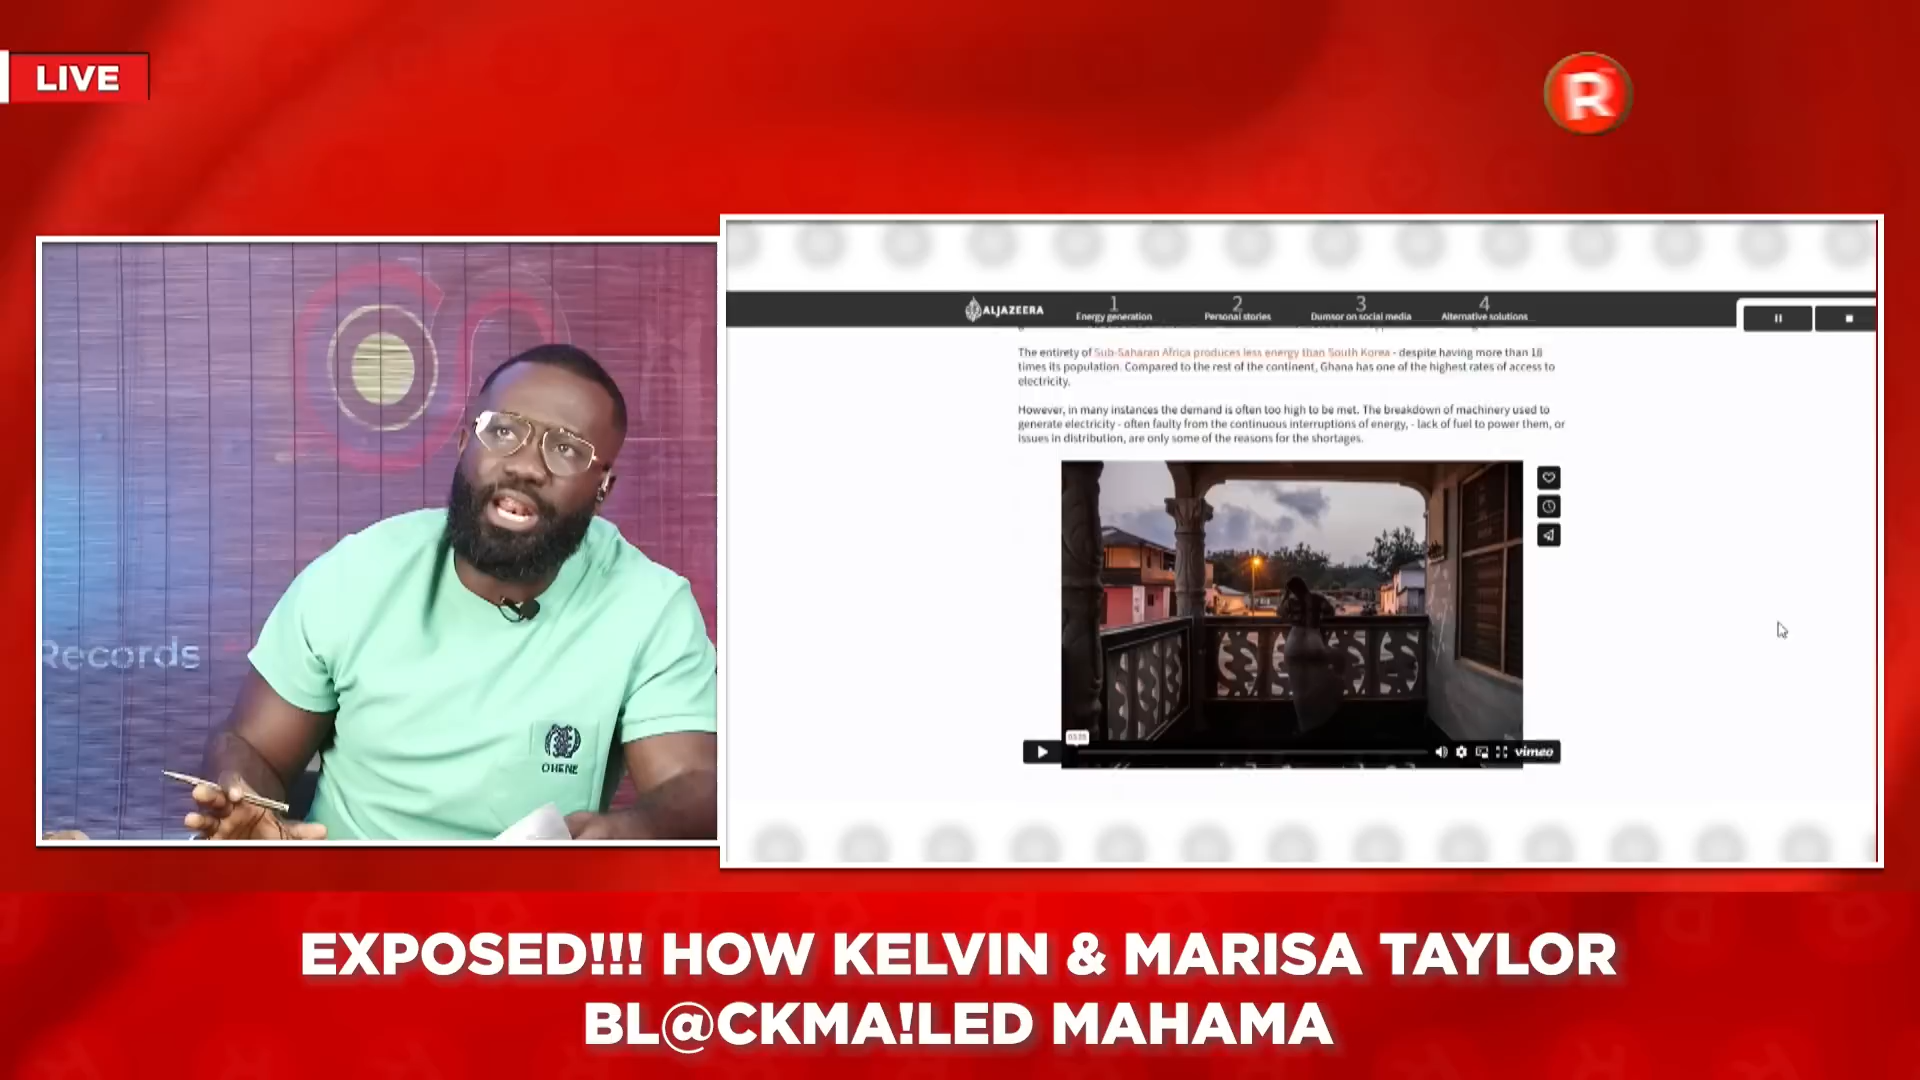 LIVE
R
Records
OHENE
ALJAZEERA
1
Energy generation
2
Personal stories
3
Dumsor on social media
4
Alternative solutions
The entirety of Sub-Saharan Africa produces less energy than South Korea - despite having more than 18
times its population. Compared to the rest of the continent, Ghana has one of the highest rates of access to
electricity.
However, in many instances the demand is often too high to be met. The breakdown of machinery used to
generate electricity - often faulty from the continuous interruptions of energy, - lack of fuel to power them, or
issues in distribution, are only some of the reasons for the shortages.
vimeo
EXPOSED!!! HOW KELVIN & MARISA TAYLOR
BL@CKMA!LED MAHAMA